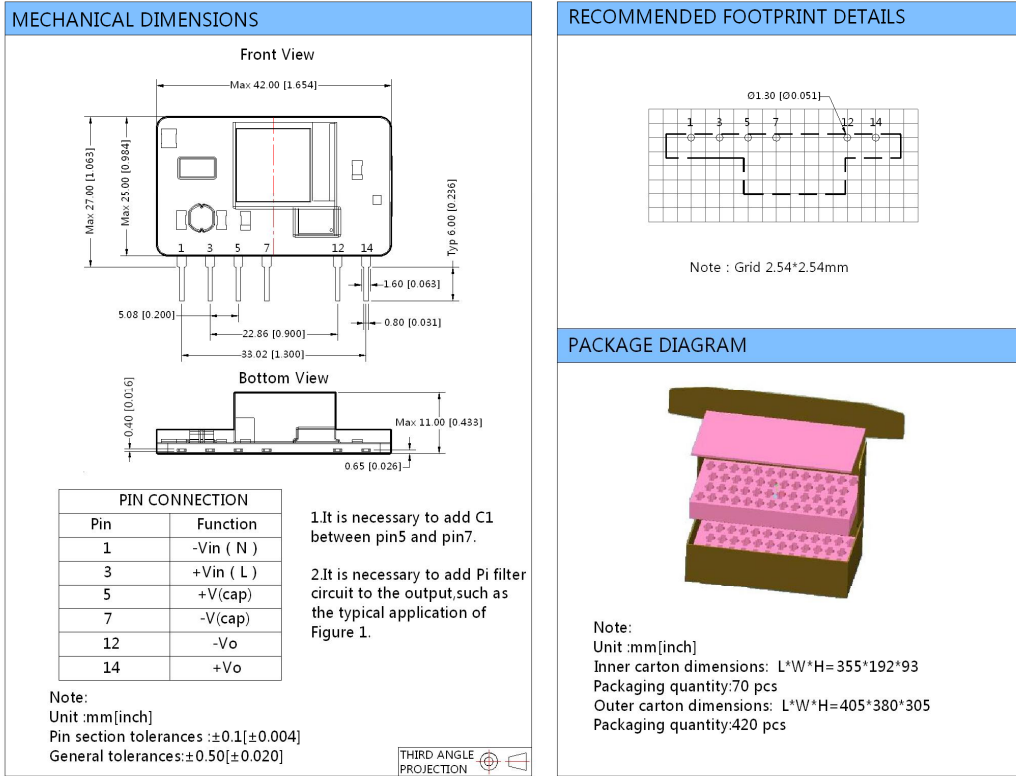 MECHANICAL DIMENSIONS
Front View
Max 42.00 [1.654]
Max 27.00 [1.063]
Max 25.00 [0.984]
Typ 6.00 [0.236]
1 3 5 7 12 14
1.60 [0.063]
5.08 [0.200]
0.80 [0.031]
22.86 [0.900]
33.02 [1.300]
Bottom View
0.40 [0.016]
Max 11.00 [0.433]
0.65 [0.026]
PIN CONNECTION
Pin Function
1 -Vin ( N )
3 +Vin ( L )
5 +V(cap)
7 -V(cap)
12 -Vo
14 +Vo
1.It is necessary to add C1
between pin5 and pin7.
2.It is necessary to add Pi filter
circuit to the output,such as
the typical application of
Figure 1.
Note:
Unit :mm[inch]
Pin section tolerances :±0.1[±0.004]
General tolerances:±0.50[±0.020]
THIRD ANGLE
PROJECTION
RECOMMENDED FOOTPRINT DETAILS
Ø1.30 [Ø0.051]
1 3 5 7 12 14
Note : Grid 2.54*2.54mm
PACKAGE DIAGRAM
Note:
Unit :mm[inch]
Inner carton dimensions: L*W*H=355*192*93
Packaging quantity:70 pcs
Outer carton dimensions: L*W*H=405*380*305
Packaging quantity:420 pcs